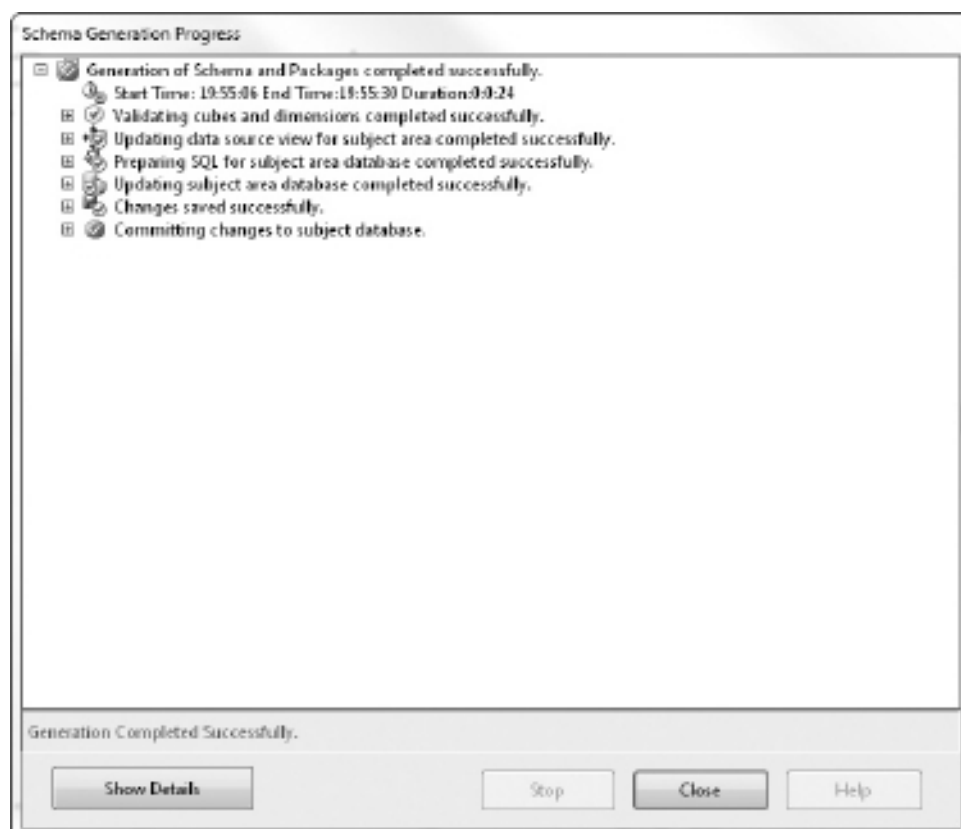 Schema Generation Progress
Generation of Schema and Packages completed successfully.
Start Time: 19:55:06 End Time:19:55:30 Duration:0:0:24
Validating cubes and dimensions completed successfully.
Updating data source view for subject area completed successfully.
Preparing SQL for subject area database completed successfully.
Updating subject area database completed successfully.
Changes saved successfully.
Committing changes to subject database.
Generation Completed Successfully.
Show Details
Stop
Close
Help